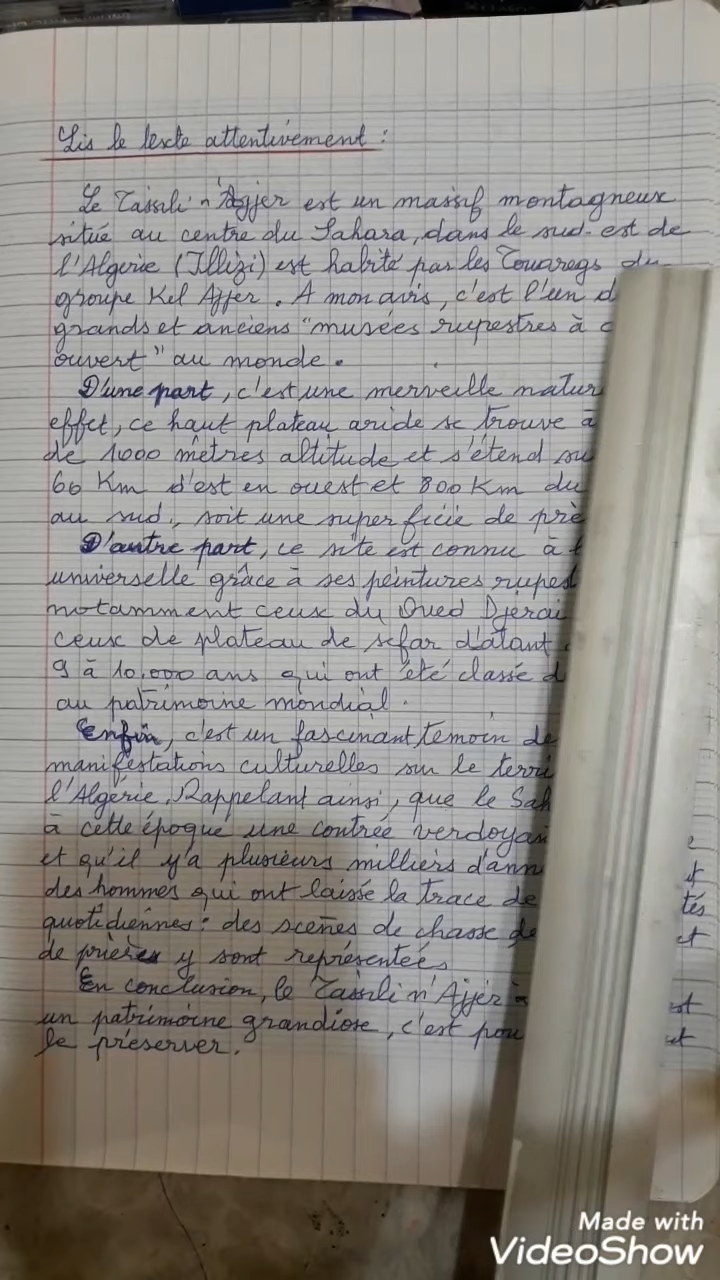 Lis le texte attentivement :
Le Tassili n'Ajjer est un massif montagneux
situé au centre du Sahara, dans le sud-est de
l'Algerie (Illizi) est habité par les Touaregs du
groupe Kel Ajjer. A mon avis, c'est l'un d
grands et anciens "musées rupestres à c
ouvert" au monde.
D'une part, c'est une merveille natur
effet, ce haut plateau aride se trouve à
de 1000 mètres altitude et s'étend su
60 Km d'est en ouest et 800 Km du
au sud., soit une superficie de prè
D'autre part, ce site est connu à l
universelle grâce à ses peintures rupest
notamment ceux du Oued Djerat
ceux de plateau de sefar d'atant
9 à 10.000 ans qui ont été classé d
au patrimoine mondial.
Enfin, c'est un fascinant temoin de
manifestations culturelles sur le terri
l'Algérie. Rappelant ainsi, que le Sah
à cette époque une contrée verdoyan
e
et qu'il y'a plusieurs milliers d'ann
et
des hommes qui ont laissé la trace de
tés
quotidiennes : des scènes de chasse de
et
de prières y sont représentées
En conclusion, le Tassili n'Ajjer
est
un patrimoine grandiose, c'est pou
et
le préserver.
Made with
VideoShow